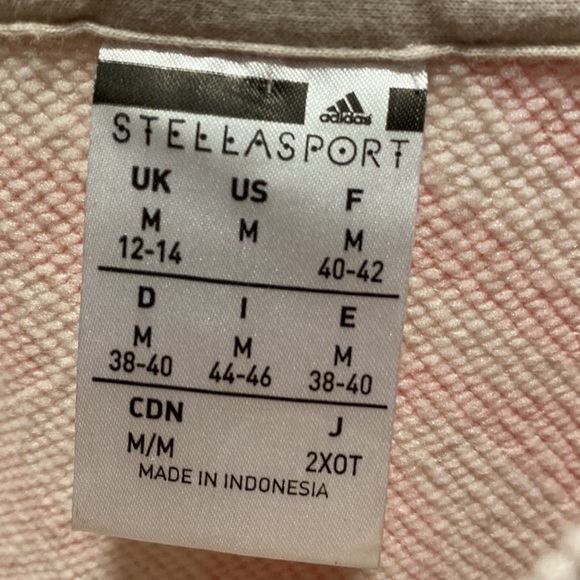 adidas
STELLASPORT
UK US F
M M M
12-14 40-42
D I E
M M M
38-40 44-46 38-40
CDN J
M/M 2XOT
MADE IN INDONESIA